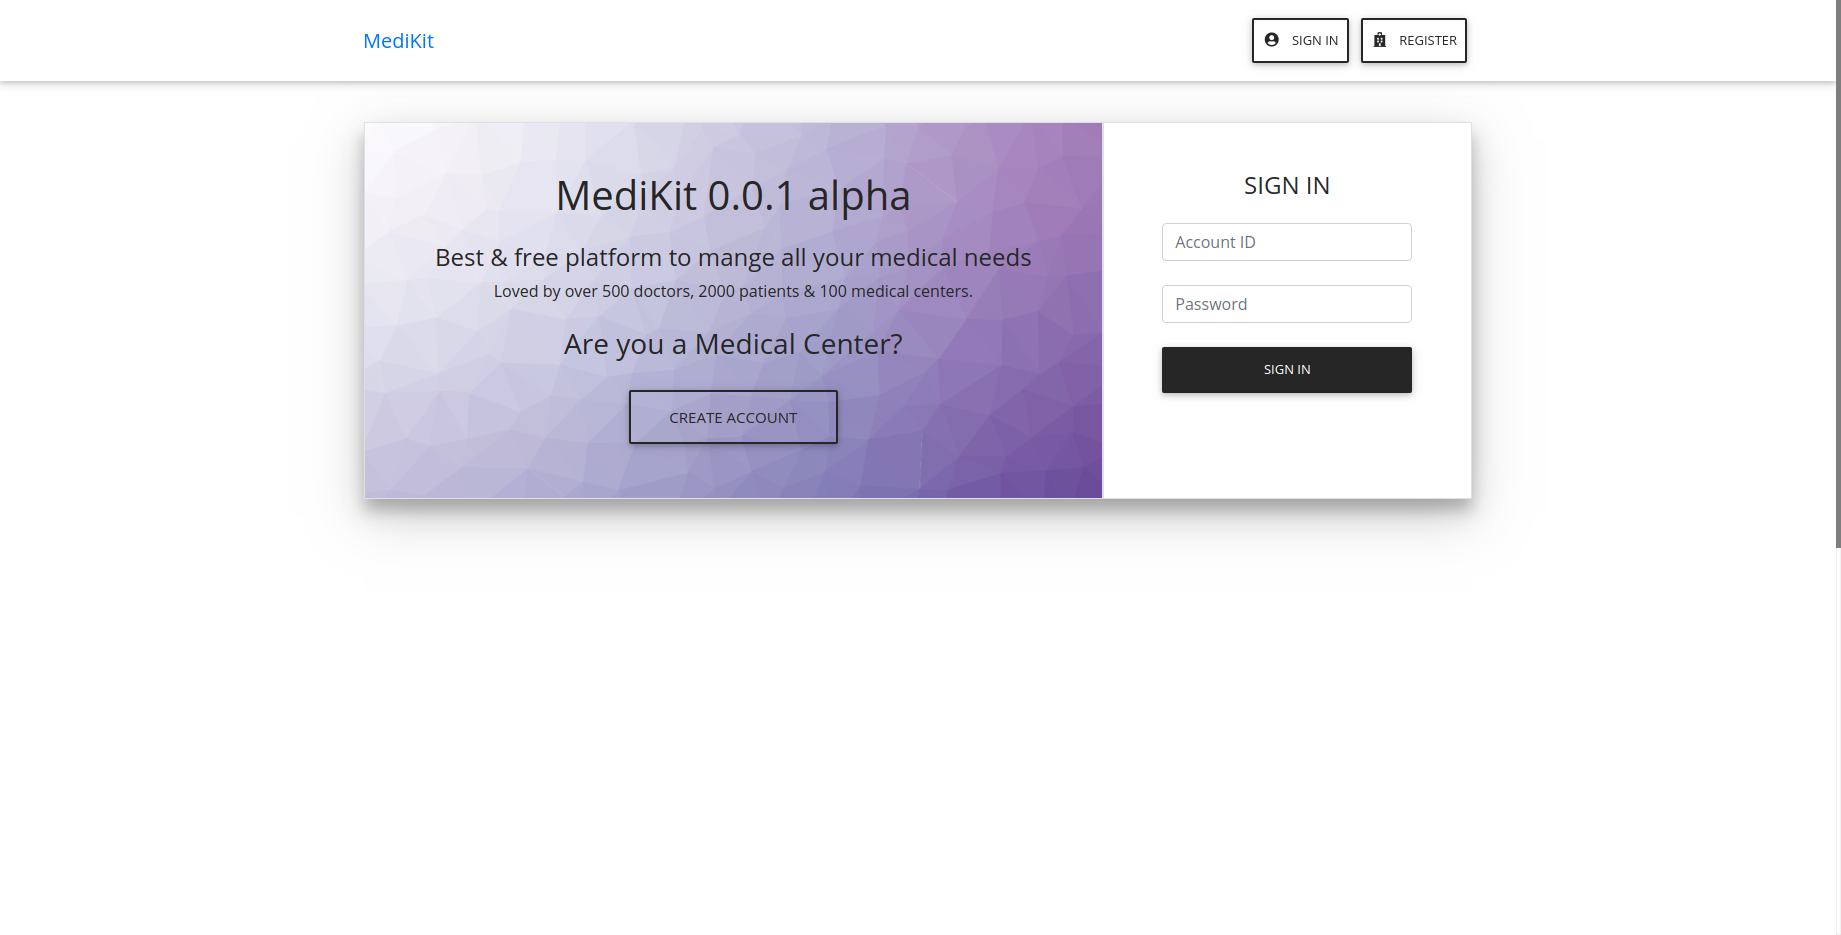 MediKit
SIGN IN
REGISTER
MediKit 0.0.1 alpha
Best & free platform to mange all your medical needs
Loved by over 500 doctors, 2000 patients & 100 medical centers.
Are you a Medical Center?
CREATE ACCOUNT
SIGN IN
Account ID
Password
SIGN IN